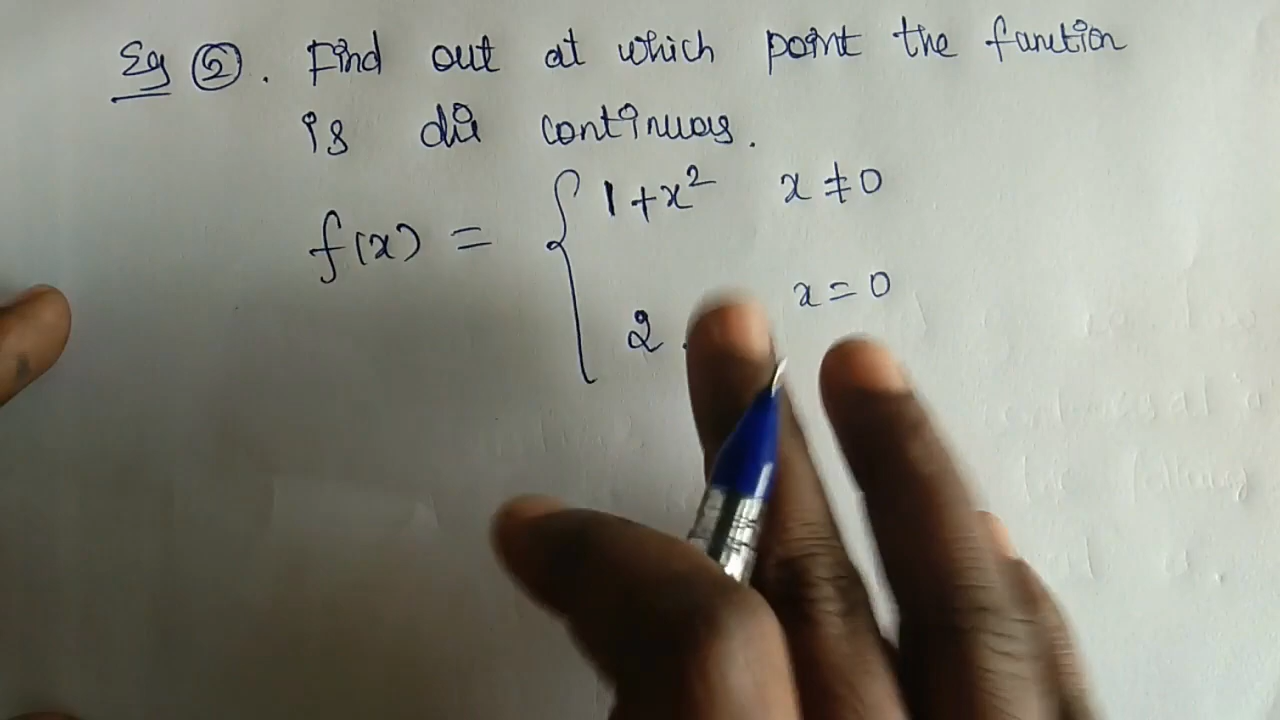 Eg ②. Find out at which point the function
is dis continuous.
f(x) = { 1+x² x ≠ 0
2 x = 0